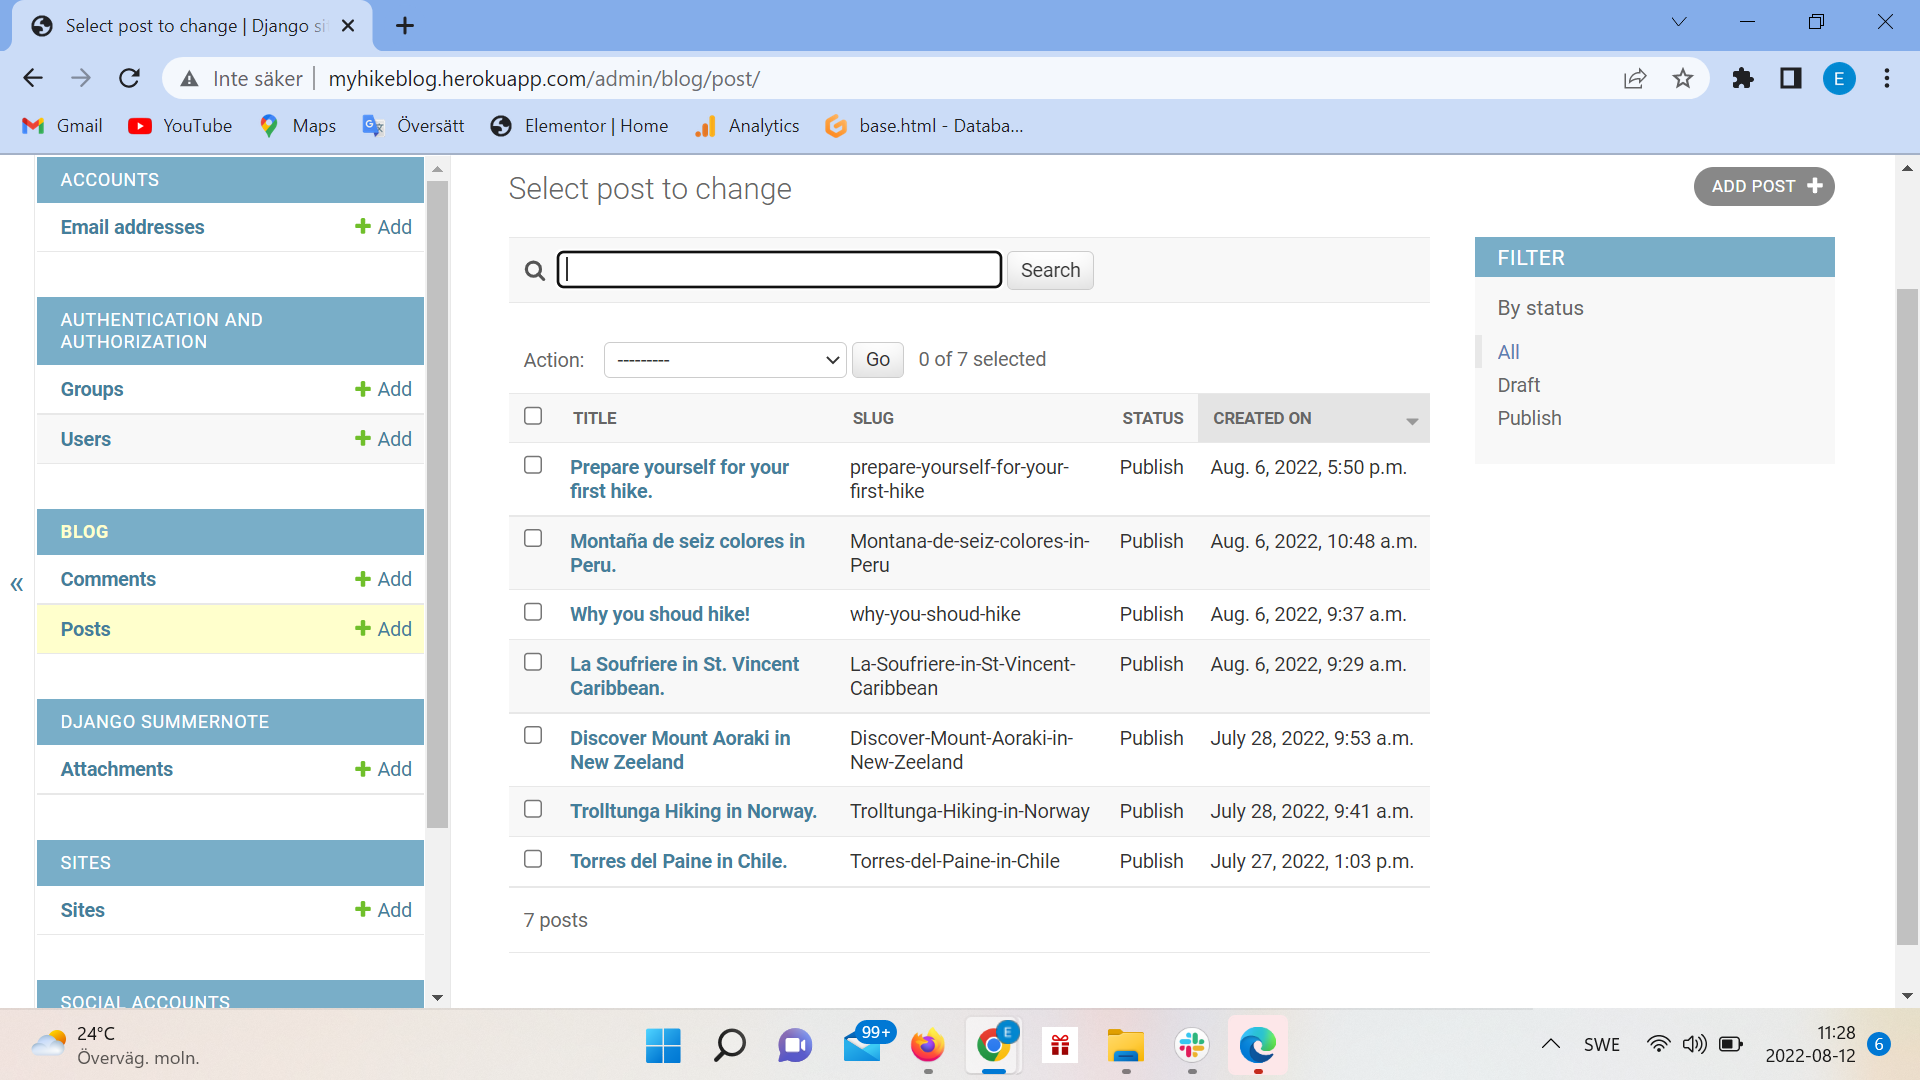 Select post to change | Django si
Inte säker
myhikeblog.herokuapp.com/admin/blog/post/
E
Gmail
YouTube
Maps
Översätt
Elementor | Home
Analytics
base.html - Databa...
ACCOUNTS
Email addresses
Add
AUTHENTICATION AND
AUTHORIZATION
Groups
Add
Users
Add
BLOG
Comments
Add
Posts
Add
DJANGO SUMMERNOTE
Attachments
Add
SITES
Sites
Add
SOCIAL ACCOUNTS
«
Select post to change
ADD POST
Search
Action:
---------
Go
0 of 7 selected
TITLE
SLUG
STATUS
CREATED ON
Prepare yourself for your
first hike.
prepare-yourself-for-your-
first-hike
Publish
Aug. 6, 2022, 5:50 p.m.
Montaña de seiz colores in
Peru.
Montana-de-seiz-colores-in-
Peru
Publish
Aug. 6, 2022, 10:48 a.m.
Why you shoud hike!
why-you-shoud-hike
Publish
Aug. 6, 2022, 9:37 a.m.
La Soufriere in St. Vincent
Caribbean.
La-Soufriere-in-St-Vincent-
Caribbean
Publish
Aug. 6, 2022, 9:29 a.m.
Discover Mount Aoraki in
New Zeeland
Discover-Mount-Aoraki-in-
New-Zeeland
Publish
July 28, 2022, 9:53 a.m.
Trolltunga Hiking in Norway.
Trolltunga-Hiking-in-Norway
Publish
July 28, 2022, 9:41 a.m.
Torres del Paine in Chile.
Torres-del-Paine-in-Chile
Publish
July 27, 2022, 1:03 p.m.
7 posts
FILTER
By status
All
Draft
Publish
24°C
Överväg. moln.
99+
E
SWE
11:28
2022-08-12
6